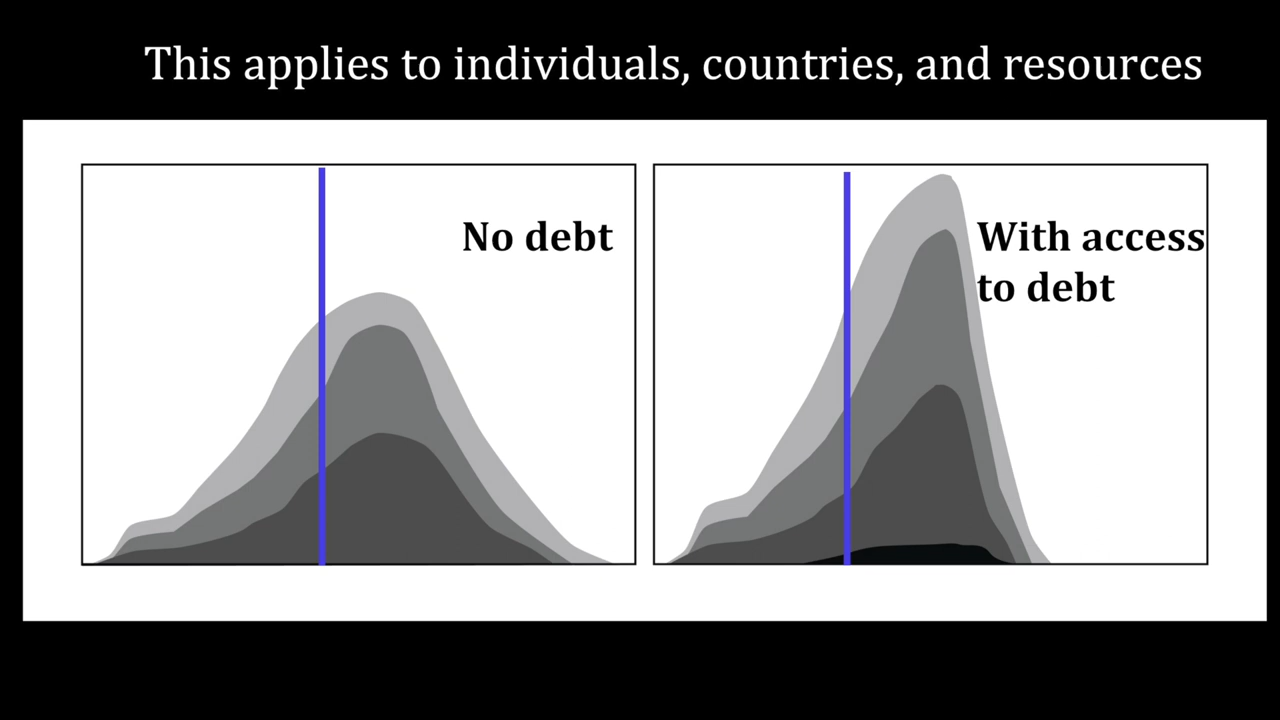 This applies to individuals, countries, and resources
No debt
With access
to debt